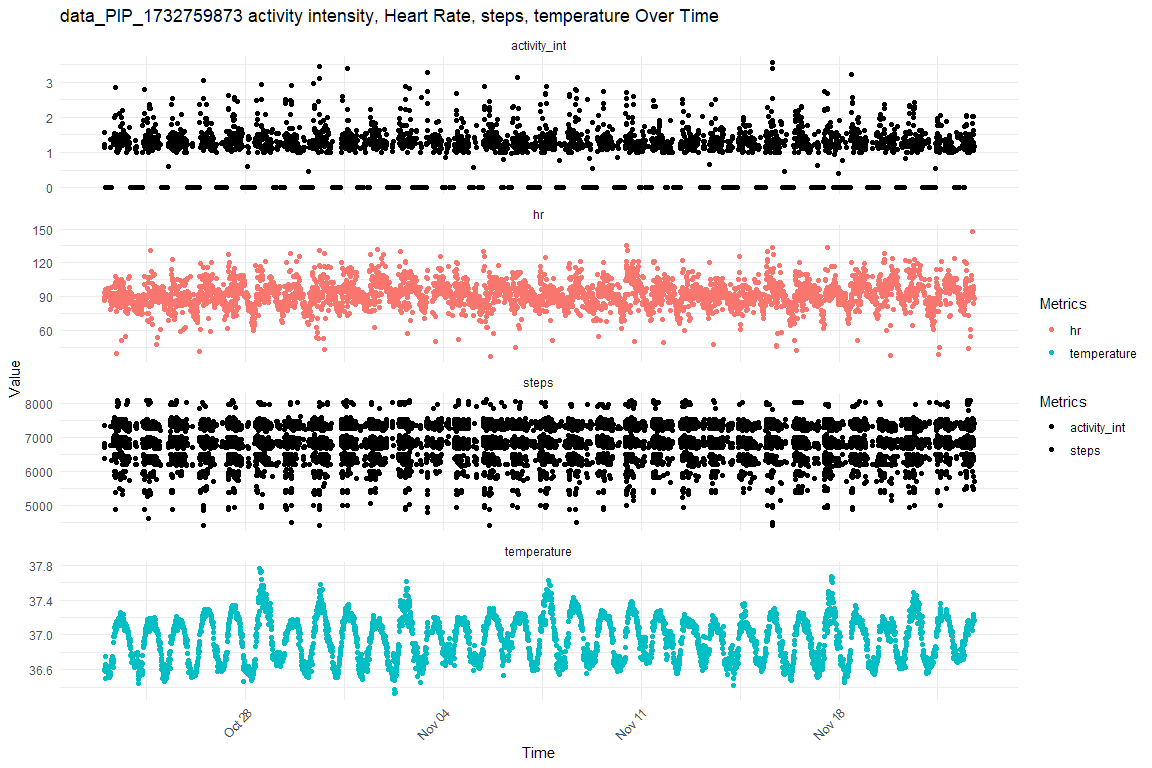 data_PIP_1732759873 activity intensity, Heart Rate, steps, temperature Over Time
activity_int
3
2
1
0
hr
150
120
90
60
steps
8000
7000
6000
5000
temperature
37.8
37.4
37.0
36.6
Oct 28
Nov 04
Nov 11
Nov 18
Time
Value
Metrics
hr
temperature
Metrics
activity_int
steps